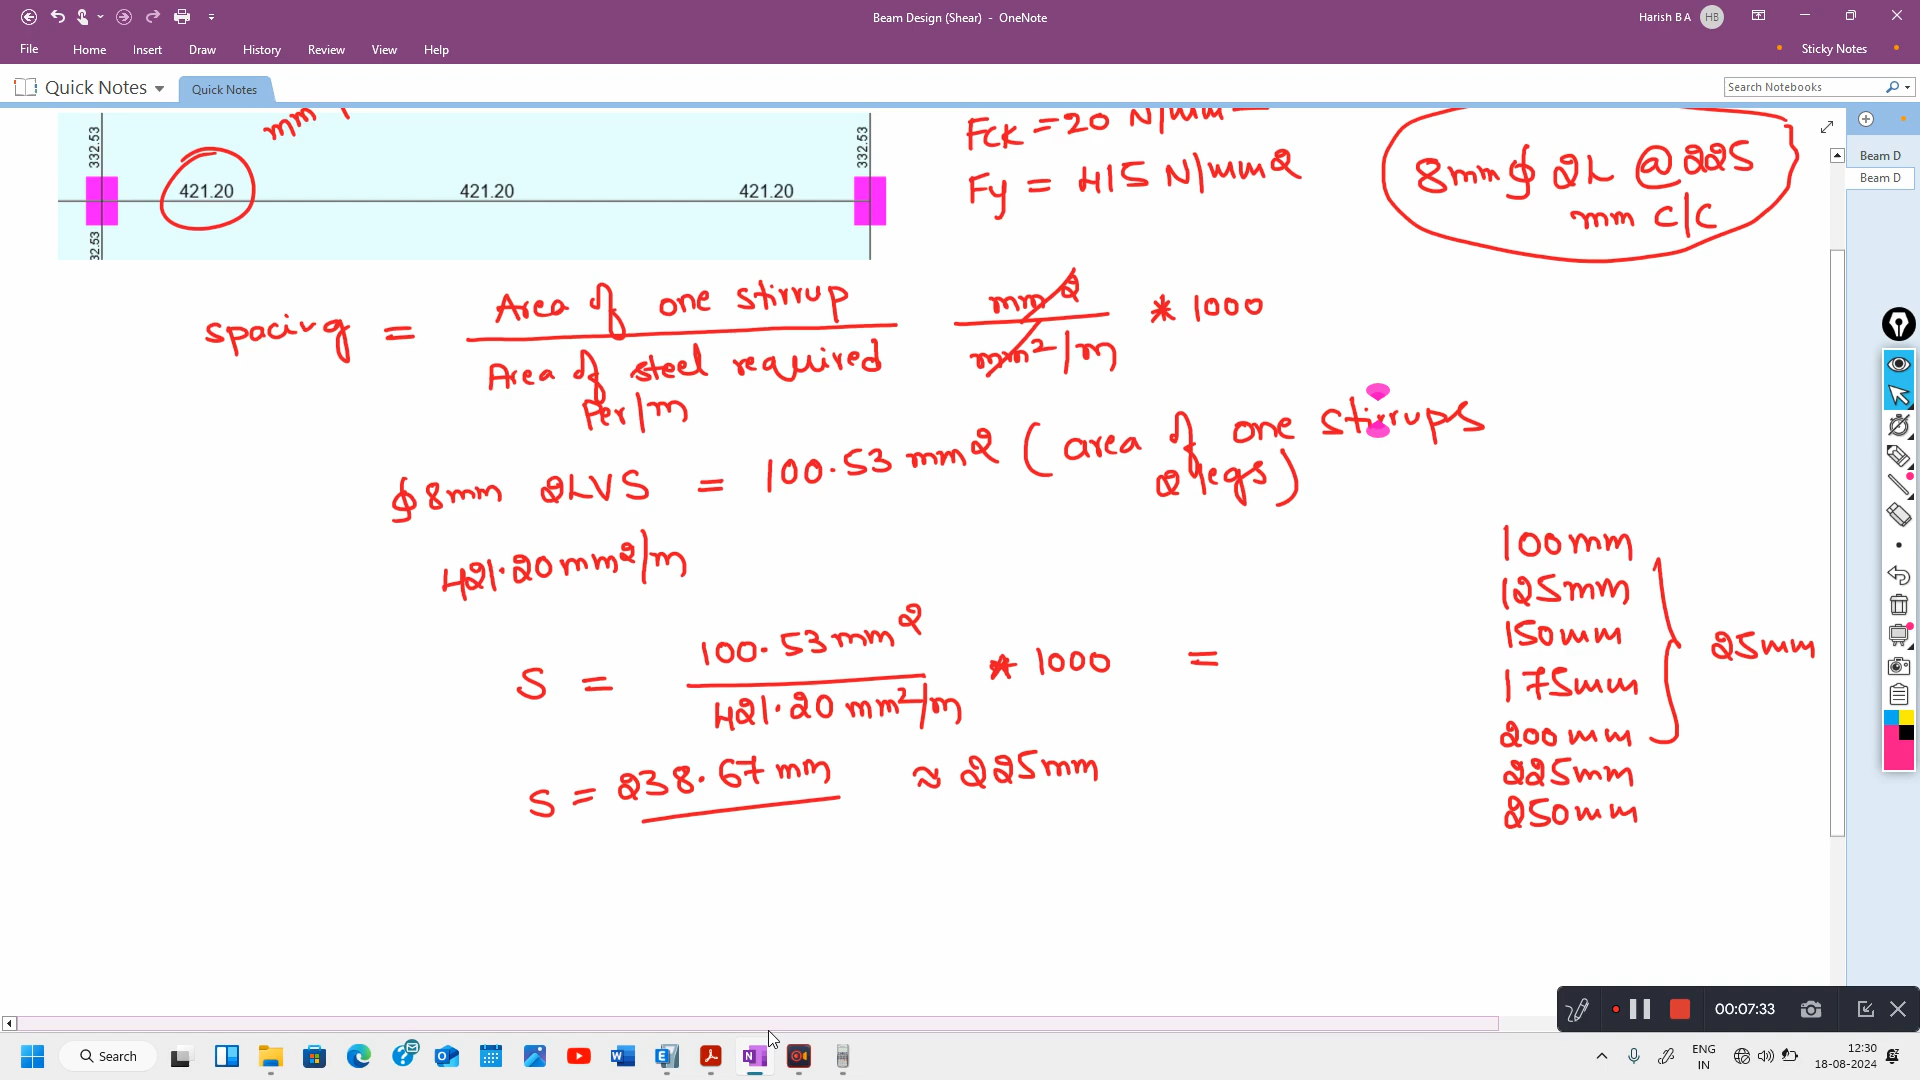 Beam Design (Shear) - OneNote
Harish B A HB
File Home Insert Draw History Review View Help
Sticky Notes
Quick Notes Quick Notes
Search Notebooks
Beam D
Beam D
332.53 332.53
421.20 421.20 421.20
32.53
mm
Fck = 20 N/mm
Fy = 415 N/mm2
8mm ϕ 2L @ 225
mm c/c
spacing = Area of one stirrup mm2 * 1000
Area of steel required mm2/m
Per/m
ϕ 8mm 2LVS = 100.53 mm2 (area of one stirrups
2 legs)
421.20 mm2/m
S = 100.53 mm2 * 1000 =
421.20 mm2/m
S = 238.67 mm ≈ 225mm
100mm
125mm
150mm
175mm
200mm
225mm
250mm
25mm
00:07:33
Search
ENG
IN
12:30
18-08-2024